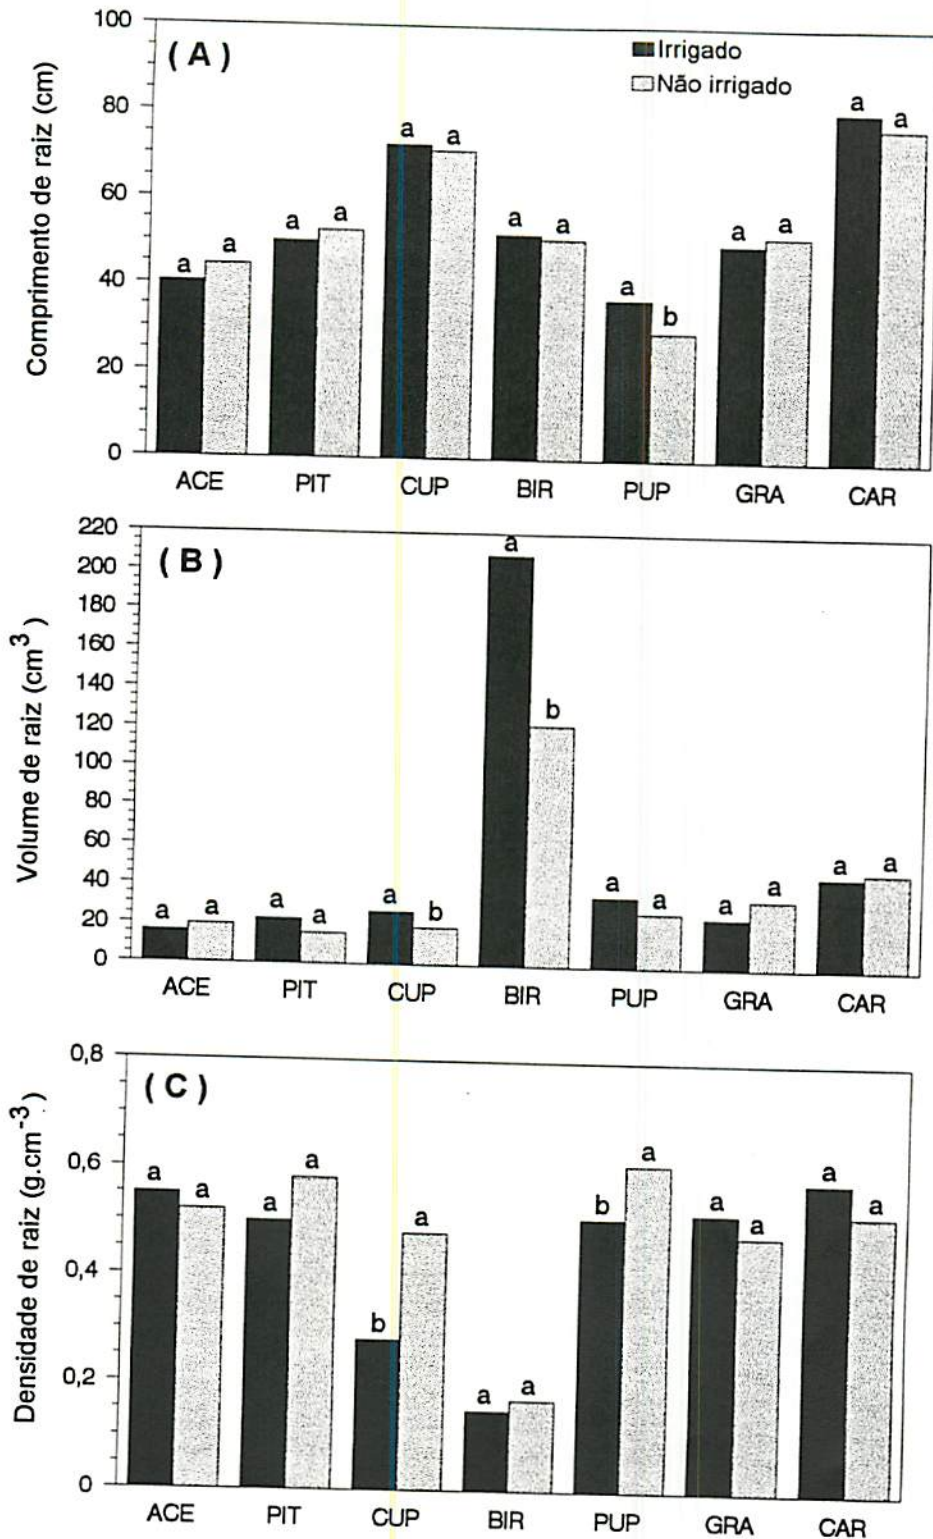 ( A )
Irrigado
Não irrigado
Comprimento de raiz (cm)
100
80
60
40
20
0
a a a a a a a a a b a a a a
ACE PIT CUP BIR PUP GRA CAR
( B )
Volume de raiz (cm³)
220
200
180
160
140
120
100
80
60
40
20
0
a a a a a b a b a a a a a a
ACE PIT CUP BIR PUP GRA CAR
( C )
Densidade de raiz (g.cm⁻³)
0,8
0,6
0,4
0,2
0
a a a a b a a a b a a a a a
ACE PIT CUP BIR PUP GRA CAR